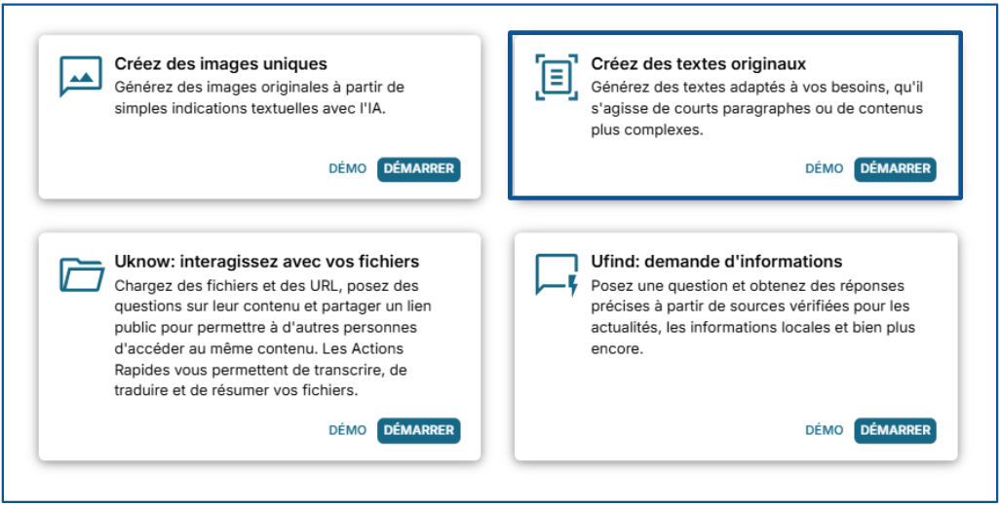 Créez des images uniques
Générez des images originales à partir de
simples indications textuelles avec l'IA.
DÉMO DÉMARRER
Créez des textes originaux
Générez des textes adaptés à vos besoins, qu'il
s'agisse de courts paragraphes ou de contenus
plus complexes.
DÉMO DÉMARRER
Uknow: interagissez avec vos fichiers
Chargez des fichiers et des URL, posez des
questions sur leur contenu et partager un lien
public pour permettre à d'autres personnes
d'accéder au même contenu. Les Actions
Rapides vous permettent de transcrire, de
traduire et de résumer vos fichiers.
DÉMO DÉMARRER
Ufind: demande d'informations
Posez une question et obtenez des réponses
précises à partir de sources vérifiées pour les
actualités, les informations locales et bien plus
encore.
DÉMO DÉMARRER